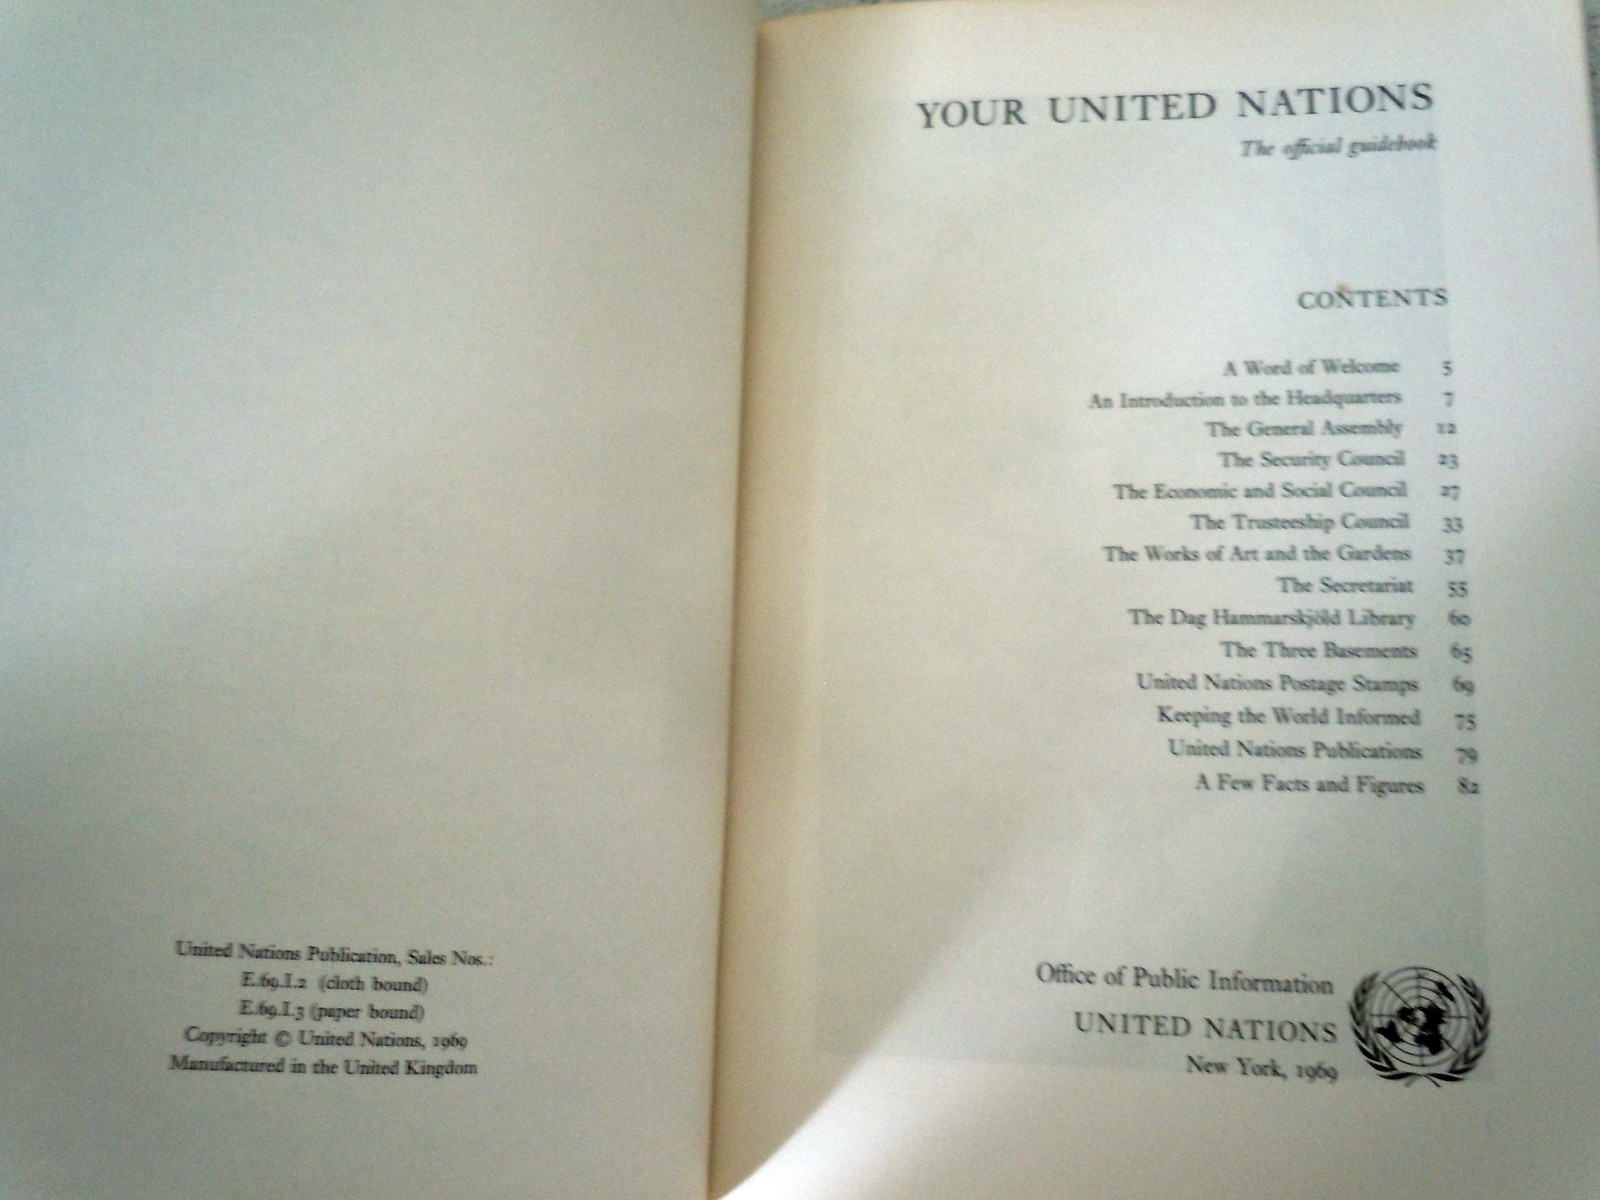 United Nations Publication, Sales Nos.:
E.69.I.2 (cloth bound)
E.69.I.3 (paper bound)
Copyright © United Nations, 1969
Manufactured in the United Kingdom
YOUR UNITED NATIONS
The official guidebook
CONTENTS
A Word of Welcome 5
An Introduction to the Headquarters 7
The General Assembly 12
The Security Council 23
The Economic and Social Council 27
The Trusteeship Council 33
The Works of Art and the Gardens 37
The Secretariat 55
The Dag Hammarskjöld Library 60
The Three Basements 65
United Nations Postage Stamps 69
Keeping the World Informed 75
United Nations Publications 79
A Few Facts and Figures 82
Office of Public Information
UNITED NATIONS
New York, 1969